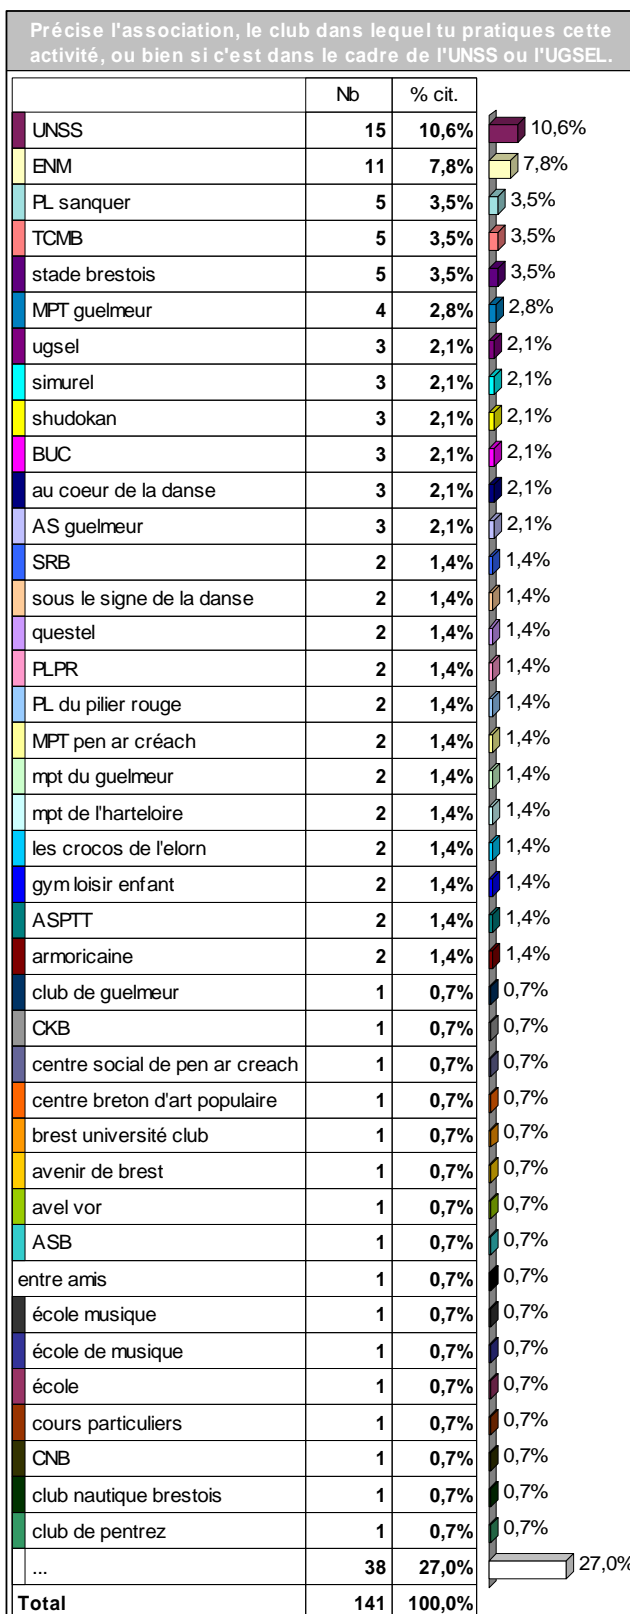 Précise l'association, le club dans lequel tu pratiques cette
activité, ou bien si c'est dans le cadre de l'UNSS ou l'UGSEL.
Nb % cit.
UNSS 15 10,6% 10,6%
ENM 11 7,8% 7,8%
PL sanquer 5 3,5% 3,5%
TCMB 5 3,5% 3,5%
stade brestois 5 3,5% 3,5%
MPT guelmeur 4 2,8% 2,8%
ugsel 3 2,1% 2,1%
simurel 3 2,1% 2,1%
shudokan 3 2,1% 2,1%
BUC 3 2,1% 2,1%
au coeur de la danse 3 2,1% 2,1%
AS guelmeur 3 2,1% 2,1%
SRB 2 1,4% 1,4%
sous le signe de la danse 2 1,4% 1,4%
questel 2 1,4% 1,4%
PLPR 2 1,4% 1,4%
PL du pilier rouge 2 1,4% 1,4%
MPT pen ar créach 2 1,4% 1,4%
mpt du guelmeur 2 1,4% 1,4%
mpt de l'harteloire 2 1,4% 1,4%
les crocos de l'elorn 2 1,4% 1,4%
gym loisir enfant 2 1,4% 1,4%
ASPTT 2 1,4% 1,4%
armoricaine 2 1,4% 1,4%
club de guelmeur 1 0,7% 0,7%
CKB 1 0,7% 0,7%
centre social de pen ar creach 1 0,7% 0,7%
centre breton d'art populaire 1 0,7% 0,7%
brest université club 1 0,7% 0,7%
avenir de brest 1 0,7% 0,7%
avel vor 1 0,7% 0,7%
ASB 1 0,7% 0,7%
entre amis 1 0,7% 0,7%
école musique 1 0,7% 0,7%
école de musique 1 0,7% 0,7%
école 1 0,7% 0,7%
cours particuliers 1 0,7% 0,7%
CNB 1 0,7% 0,7%
club nautique brestois 1 0,7% 0,7%
club de pentrez 1 0,7% 0,7%
... 38 27,0% 27,0%
Total 141 100,0%